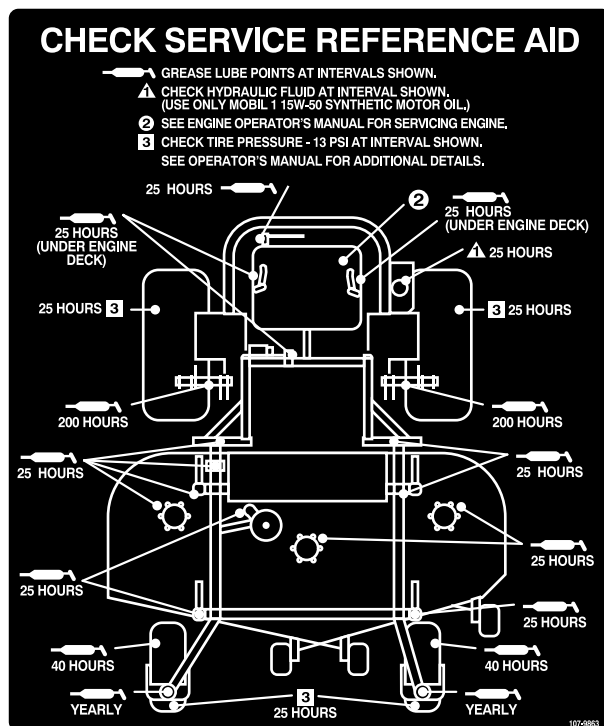 CHECK SERVICE REFERENCE AID
GREASE LUBE POINTS AT INTERVALS SHOWN.
1 CHECK HYDRAULIC FLUID AT INTERVAL SHOWN.
(USE ONLY MOBIL 1 15W-50 SYNTHETIC MOTOR OIL.)
2 SEE ENGINE OPERATOR'S MANUAL FOR SERVICING ENGINE.
3 CHECK TIRE PRESSURE - 13 PSI AT INTERVAL SHOWN.
SEE OPERATOR'S MANUAL FOR ADDITIONAL DETAILS.
25 HOURS
2
25 HOURS
(UNDER ENGINE
DECK)
25 HOURS
(UNDER ENGINE DECK)
1 25 HOURS
25 HOURS 3
3 25 HOURS
200 HOURS
200 HOURS
25 HOURS
25 HOURS
25 HOURS
25 HOURS
25 HOURS
40 HOURS
40 HOURS
YEARLY
3
25 HOURS
YEARLY
107-9863